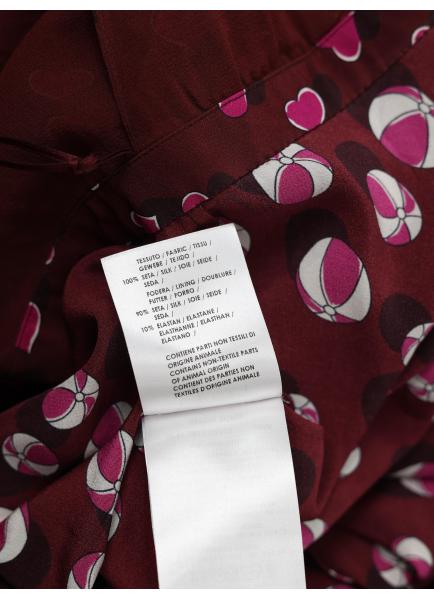 TESSUTO / FABRIC / TISSU /
GEWEBE / TEJIDO /
100% SETA / SILK / SOIE / SEIDE /
SEDA /
FODERA / LINING / DOUBLURE /
FUTTER / FORRO /
90% SETA / SILK / SOIE / SEIDE /
SEDA /
10% ELASTAN / ELASTANE /
ELASTHANNE / ELASTHAN /
ELASTANO /
CONTIENE PARTI NON TESSILI DI
ORIGINE ANIMALE
CONTAINS NON-TEXTILE PARTS
OF ANIMAL ORIGIN
CONTIENT DES PARTIES NON
TEXTILES D'ORIGINE ANIMALE